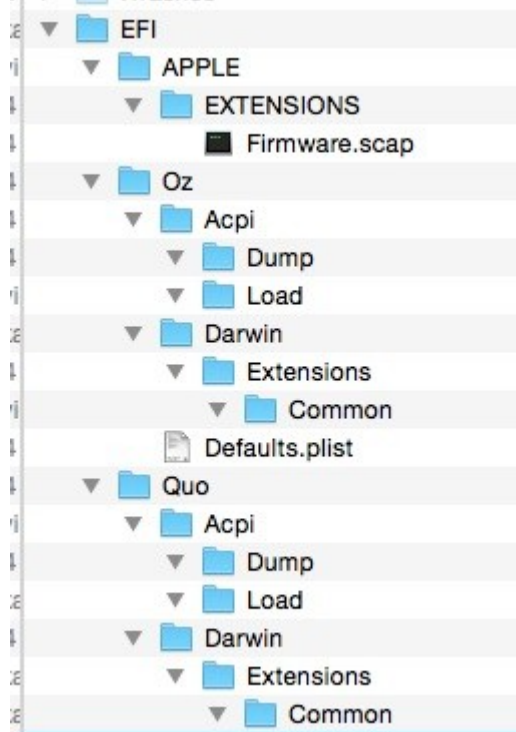 EFI
APPLE
EXTENSIONS
Firmware.scap
Oz
Acpi
Dump
Load
Darwin
Extensions
Common
Defaults.plist
Quo
Acpi
Dump
Load
Darwin
Extensions
Common